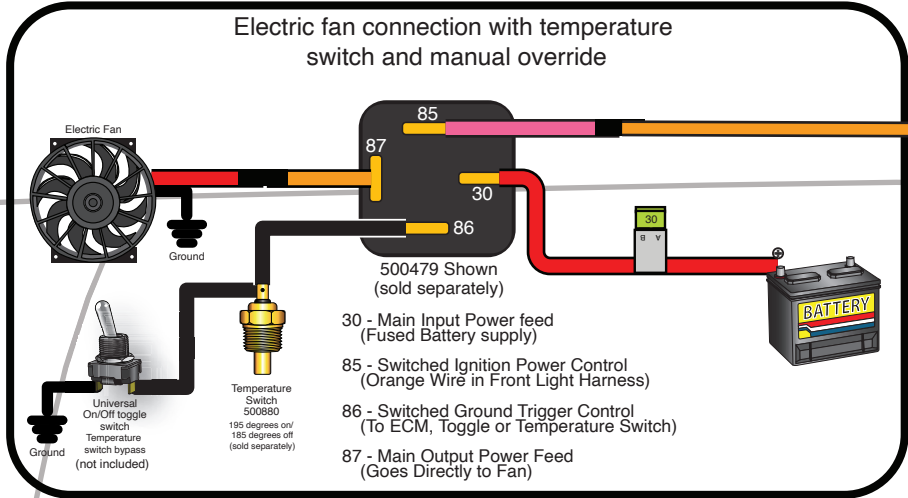 Electric fan connection with temperature
switch and manual override
Electric Fan
85
87
30
86
Ground
30
B A
BATTERY
500479 Shown
(sold separately)
30 - Main Input Power feed
(Fused Battery supply)
85 - Switched Ignition Power Control
(Orange Wire in Front Light Harness)
86 - Switched Ground Trigger Control
(To ECM, Toggle or Temperature Switch)
87 - Main Output Power Feed
(Goes Directly to Fan)
Temperature
Switch
500880
195 degrees on/
185 degrees off
(sold separately)
Universal
On/Off toggle
switch
Temperature
switch bypass
(not included)
Ground